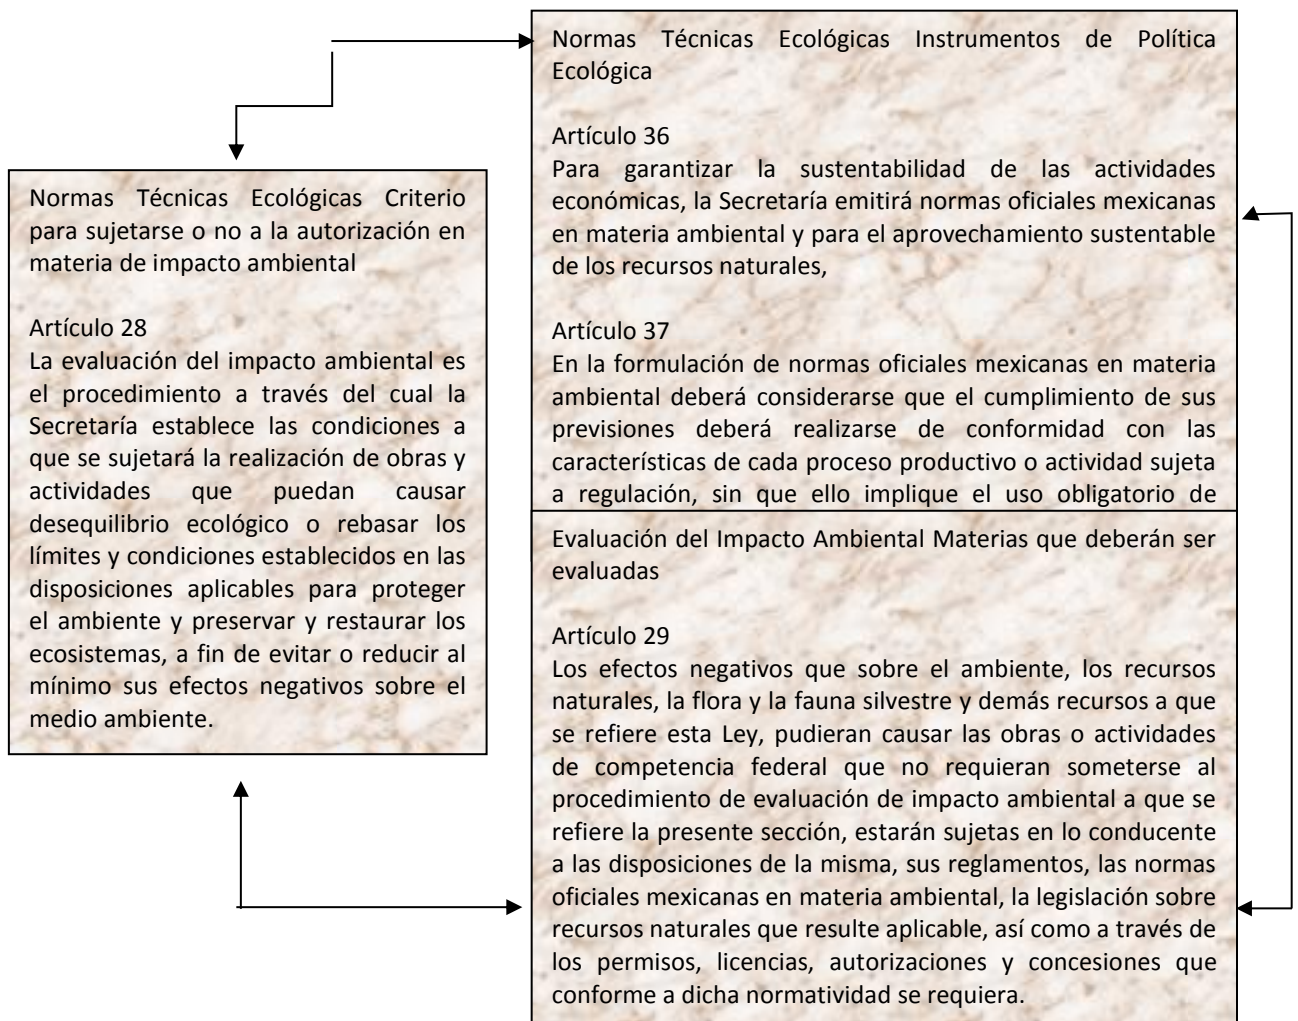 Normas Técnicas Ecológicas Instrumentos de Política
Ecológica
Artículo 36
Para garantizar la sustentabilidad de las actividades
económicas, la Secretaría emitirá normas oficiales mexicanas
en materia ambiental y para el aprovechamiento sustentable
de los recursos naturales,
Artículo 37
En la formulación de normas oficiales mexicanas en materia
ambiental deberá considerarse que el cumplimiento de sus
previsiones deberá realizarse de conformidad con las
características de cada proceso productivo o actividad sujeta
a regulación, sin que ello implique el uso obligatorio de
Normas Técnicas Ecológicas Criterio
para sujetarse o no a la autorización en
materia de impacto ambiental
Artículo 28
La evaluación del impacto ambiental es
el procedimiento a través del cual la
Secretaría establece las condiciones a
que se sujetará la realización de obras y
actividades que puedan causar
desequilibrio ecológico o rebasar los
límites y condiciones establecidos en las
disposiciones aplicables para proteger
el ambiente y preservar y restaurar los
ecosistemas, a fin de evitar o reducir al
mínimo sus efectos negativos sobre el
medio ambiente.
Evaluación del Impacto Ambiental Materias que deberán ser
evaluadas
Artículo 29
Los efectos negativos que sobre el ambiente, los recursos
naturales, la flora y la fauna silvestre y demás recursos a que
se refiere esta Ley, pudieran causar las obras o actividades
de competencia federal que no requieran someterse al
procedimiento de evaluación de impacto ambiental a que se
refiere la presente sección, estarán sujetas en lo conducente
a las disposiciones de la misma, sus reglamentos, las normas
oficiales mexicanas en materia ambiental, la legislación sobre
recursos naturales que resulte aplicable, así como a través de
los permisos, licencias, autorizaciones y concesiones que
conforme a dicha normatividad se requiera.